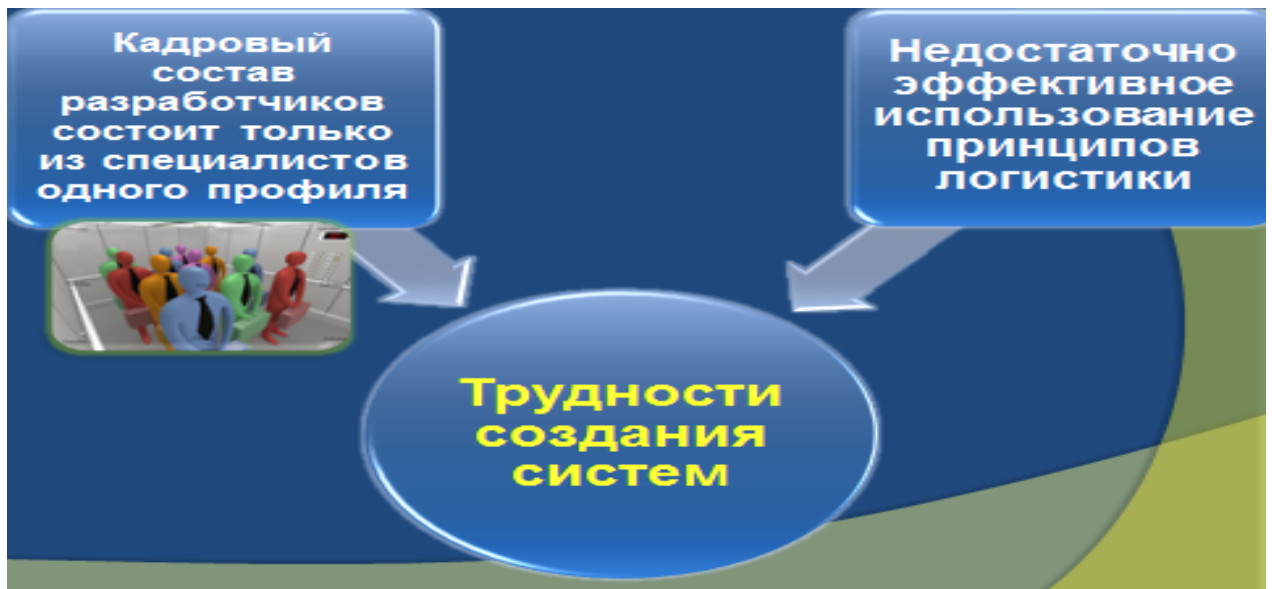 Кадровый
состав
разработчиков
состоит только
из специалистов
одного профиля
Недостаточно
эффективное
использование
принципов
логистики
Трудности
создания
систем